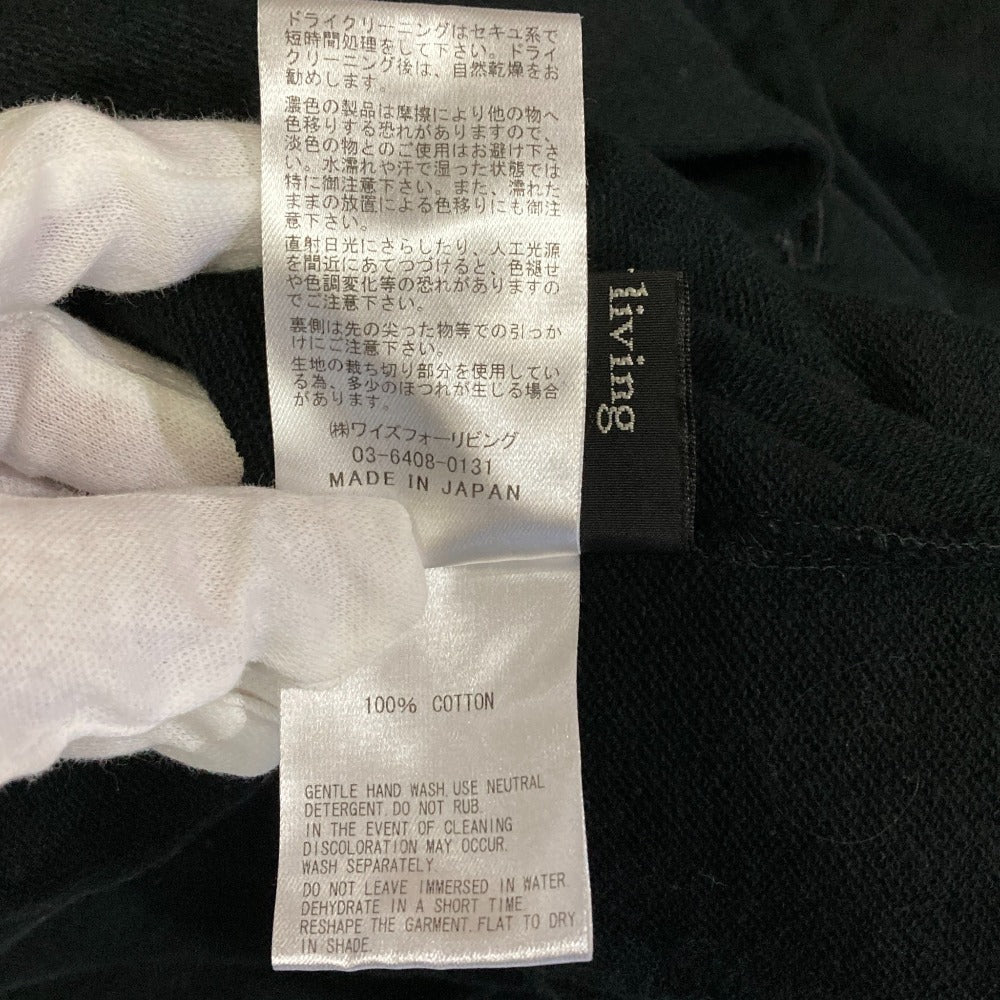 ドライクリーニングはセキユ系で
短時間処理をして下さい。ドライ
クリーニング後は、自然乾燥をお
勧めします。
濃色の製品は摩擦により他の物へ
色移りする恐れがありますので、
淡色の物とのご使用はお避け下さ
い。水濡れや汗で湿った状態では
特に御注意下さい。また、濡れた
ままの放置による色移りにも御注
意下さい。
直射日光にさらしたり、人工光源
を間近にあてつづけると、色褪せ
や色調変化等の恐れがありますの
でご注意下さい。
裏側は先の尖った物等での引っか
けにご注意下さい。
生地の裁ち切り部分を使用してい
る為、多少のほつれが生じる場合
があります。
㈱ワイズフォーリビング
03-6408-0131
MADE IN JAPAN
living
100% COTTON
GENTLE HAND WASH, USE NEUTRAL
DETERGENT. DO NOT RUB.
IN THE EVENT OF CLEANING
DISCOLORATION MAY OCCUR.
WASH SEPARATELY.
DO NOT LEAVE IMMERSED IN WATER.
DEHYDRATE IN A SHORT TIME.
RESHAPE THE GARMENT. FLAT TO DRY
IN SHADE.